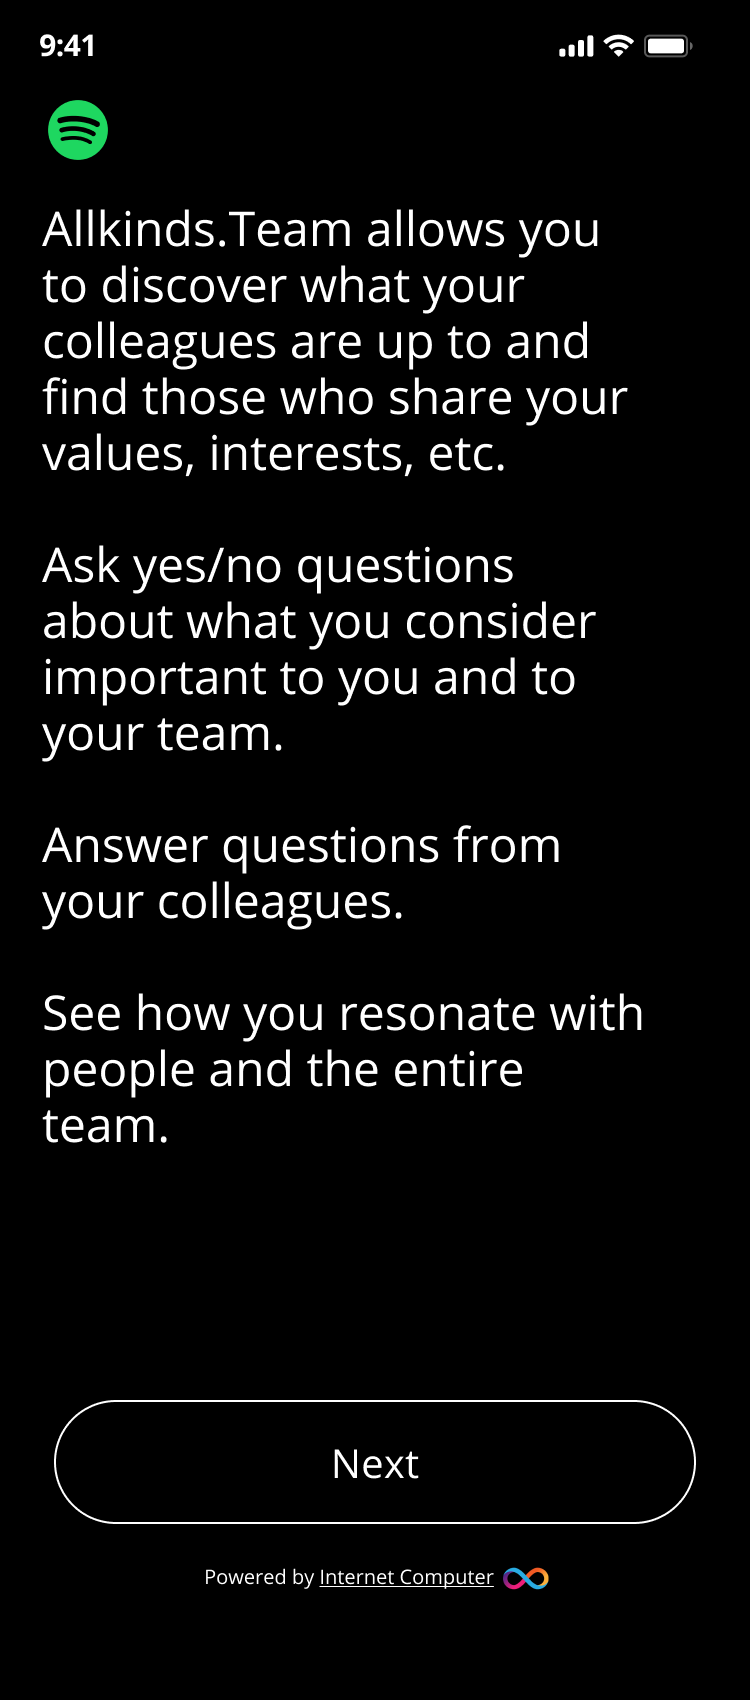 9:41
Allkinds.Team allows you
to discover what your
colleagues are up to and
find those who share your
values, interests, etc.
Ask yes/no questions
about what you consider
important to you and to
your team.
Answer questions from
your colleagues.
See how you resonate with
people and the entire
team.
Next
Powered by Internet Computer